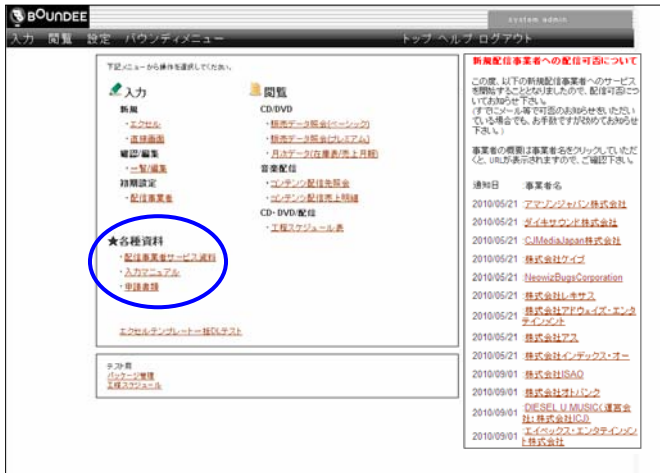 BOUNDEE
system admin
入力 閲覧 設定 バウンディメニュー
トップ ヘルプ ログアウト
下記メニューから操作を選択してください。
入力
新規
・エクセル
・直接画面
確認/編集
・一覧/編集
初期設定
・配信事業者
★各種資料
・配信事業者サービス資料
・入力マニュアル
・申請書類
エクセルテンプレート一括DLテスト
閲覧
CD/DVD
・販売データ照会(ベーシック)
・販売データ照会(プレミアム)
・月次データ(在庫表/売上月報)
音楽配信
・コンテンツ配信先照会
・コンテンツ配信売上明細
CD・DVD/配信
・工程スケジュール表
テスト用
パッケージ管理
工程スケジュール
新規配信事業者への配信可否について
この度、以下の新規配信事業者へのサービス
を開始することとなりましたので、配信可否につ
いてお知らせ下さい。
(すでにメール等で可否のお知らせをいただい
ている場合でも、お手数ですが改めてお知らせ
下さい。)
事業者の概要は事業者名をクリックしていただ
くと、URLが表示されますので、ご確認下さい。
通知日 事業者名
2010/05/21 アマゾンジャパン株式会社
2010/05/21 ダイキサウンド株式会社
2010/05/21 CJMediaJapan株式会社
2010/05/21 株式会社ケイブ
2010/05/21 NeowizBugsCorporation
2010/05/21 株式会社レキサス
2010/05/21 株式会社アドウェイズ・エンタ
テインメント
2010/05/21 株式会社アス
2010/05/21 株式会社インデックス・オー
2010/09/01 株式会社ISAO
2010/09/01 株式会社オトバンク
2010/09/01 DIESEL U MUSIC(運営会
社:株式会社ICJ)
2010/09/01 エイベックス・エンタテインメン
ト株式会社